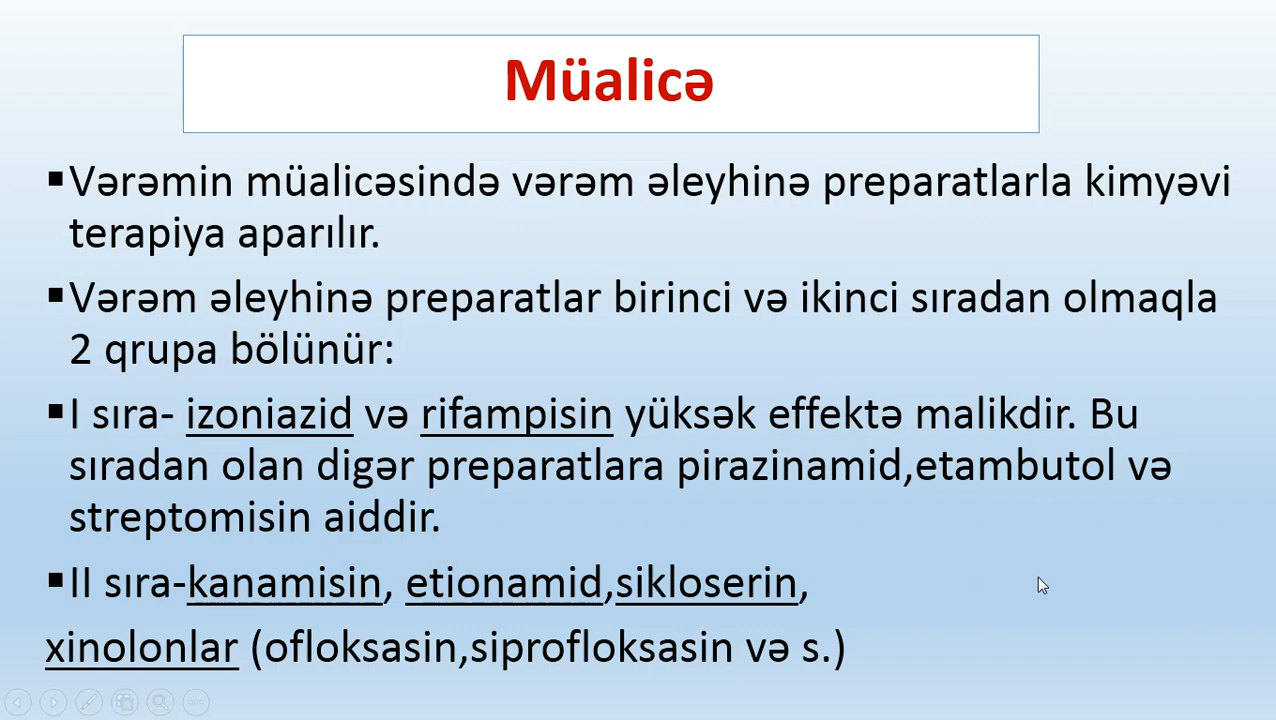 Müalicə
▪Vərəmin müalicəsində vərəm əleyhinə preparatlarla kimyəvi
terapiya aparılır.
▪Vərəm əleyhinə preparatlar birinci və ikinci sıradan olmaqla
2 qrupa bölünür:
▪I sıra- izoniazid və rifampisin yüksək effektə malikdir. Bu
sıradan olan digər preparatlara pirazinamid,etambutol və
streptomisin aiddir.
▪II sıra-kanamisin, etionamid,sikloserin,
xinolonlar (ofloksasin,siprofloksasin və s.)